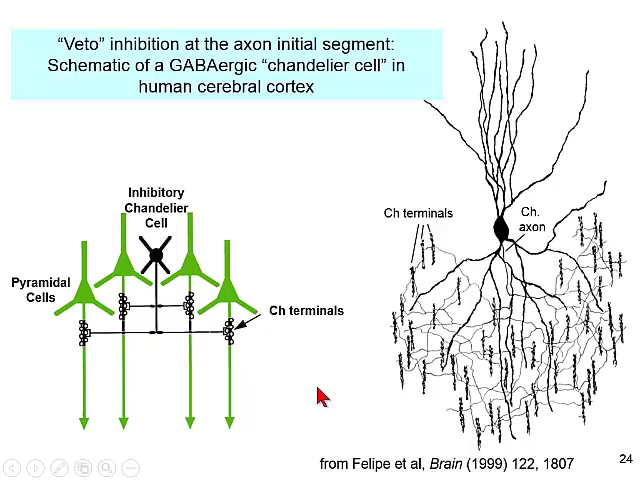 “Veto” inhibition at the axon initial segment:
Schematic of a GABAergic “chandelier cell” in
human cerebral cortex
Inhibitory
Chandelier
Cell
Pyramidal
Cells
Ch terminals
Ch terminals
Ch.
axon
from Felipe et al, Brain (1999) 122, 1807
24